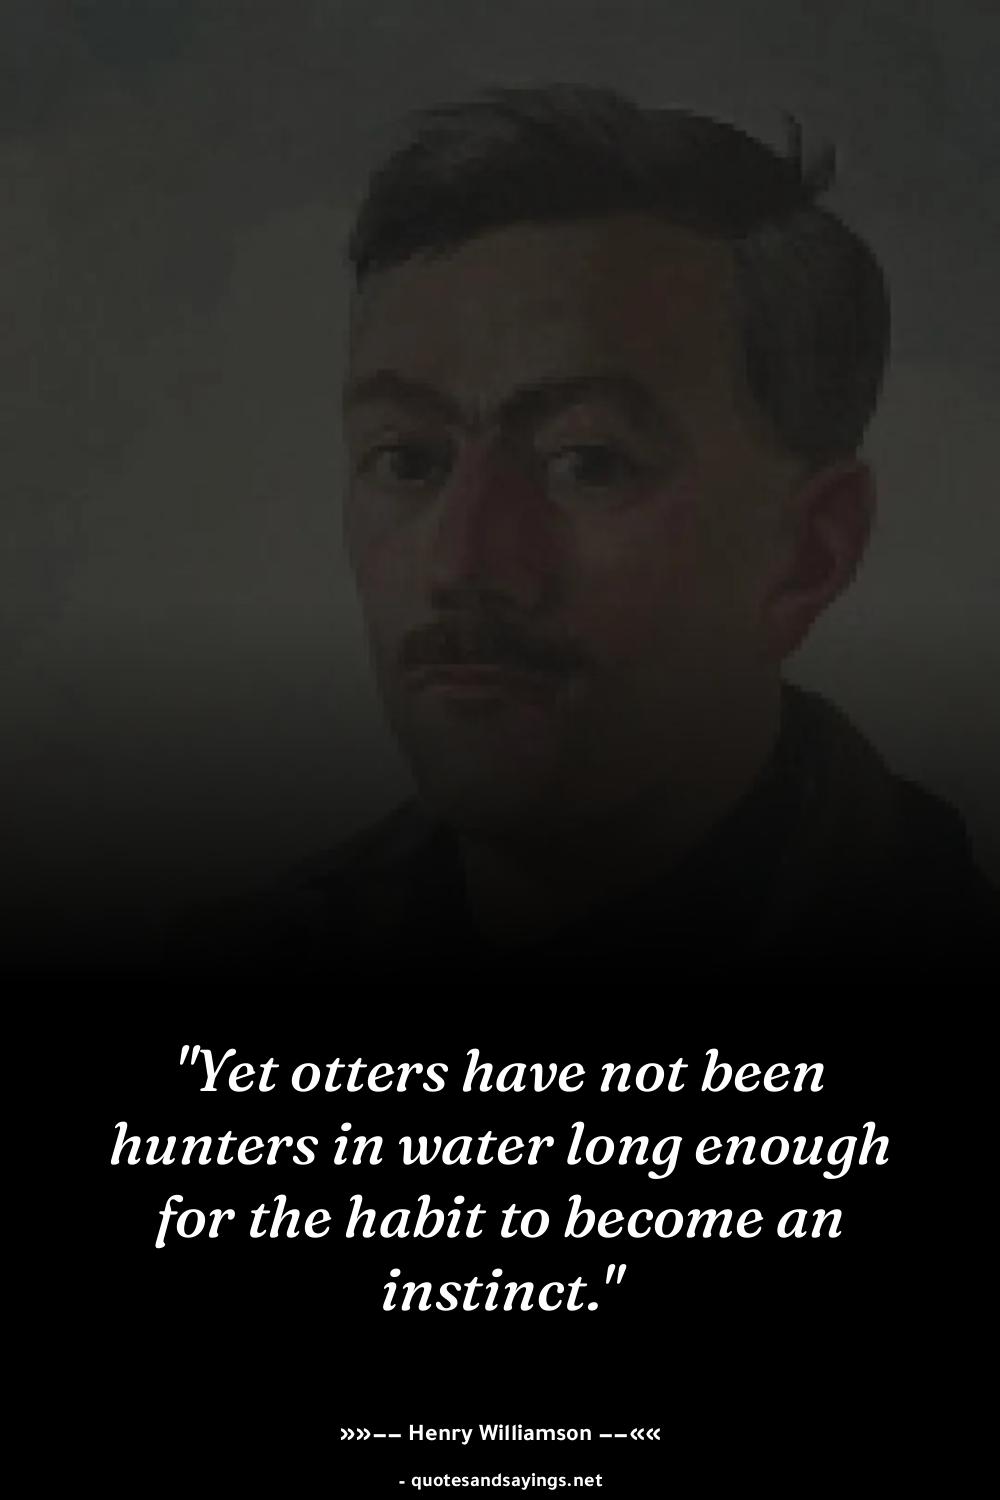 "Yet otters have not been
hunters in water long enough
for the habit to become an
instinct."
»»−− Henry Williamson −−««
- quotesandsayings.net